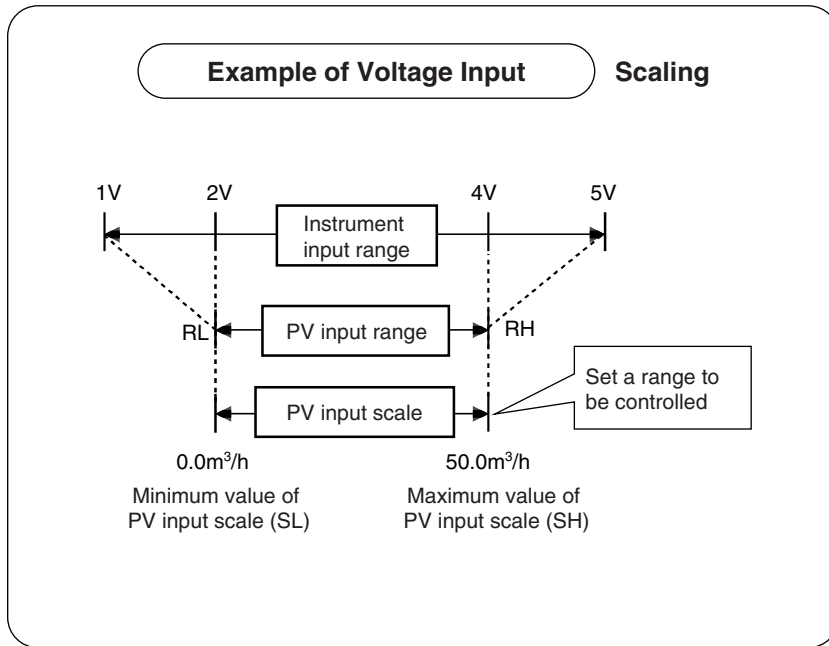 Example of Voltage Input Scaling
1V 2V 4V 5V
Instrument
input range
RL PV input range RH
PV input scale
Set a range to
be controlled
0.0m³/h 50.0m³/h
Minimum value of
PV input scale (SL)
Maximum value of
PV input scale (SH)